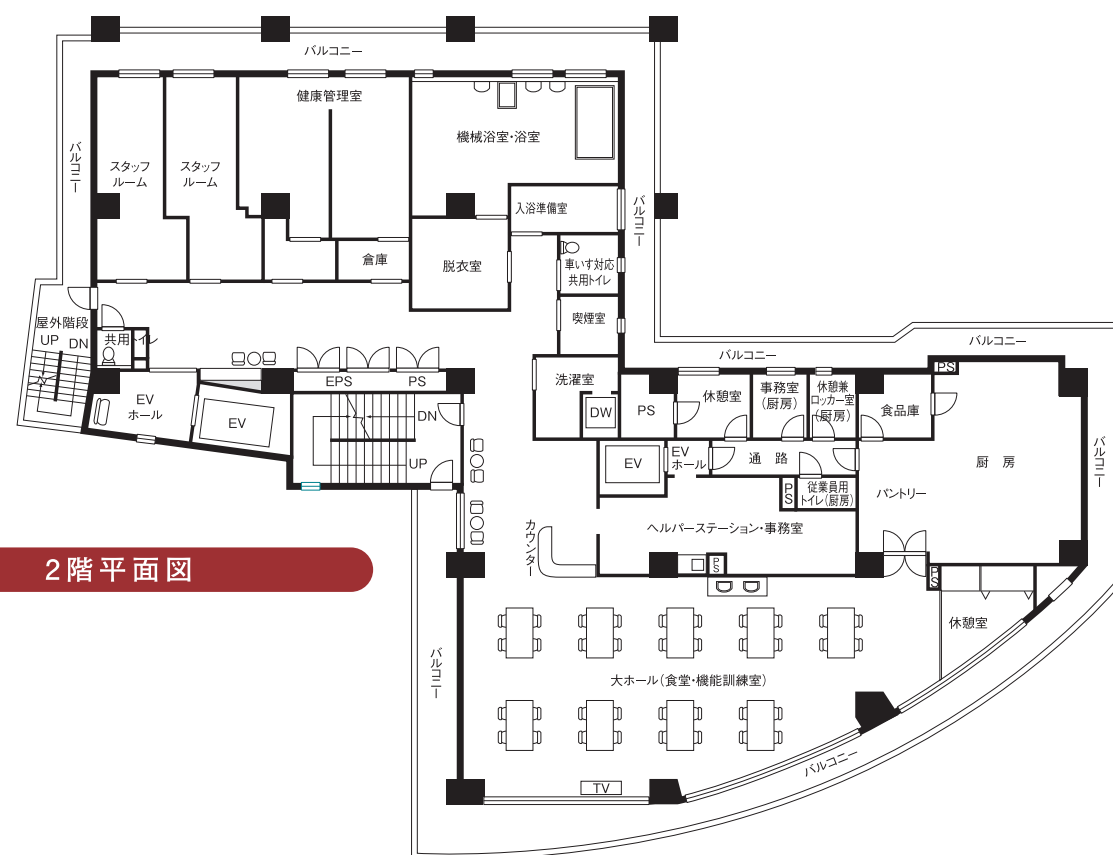 バルコニー
健康管理室
機械浴室・浴室
バルコニー
スタッフ
ルーム
スタッフ
ルーム
入浴準備室
バルコニー
倉庫
脱衣室
車いす対応
共用トイレ
喫煙室
屋外階段
UP DN
共用トイレ
EV
ホール
EV
EPS
PS
DN
UP
洗濯室
DW
PS
バルコニー
休憩室
事務室
(厨房)
休憩兼
ロッカー室
(厨房)
バルコニー
PS
食品庫
厨房
バルコニー
EV
EV
ホール
通路
PS
従業員用
トイレ(厨房)
パントリー
ヘルパーステーション・事務室
カウンター
PS
PS
休憩室
2階平面図
バルコニー
大ホール(食堂・機能訓練室)
バルコニー
TV